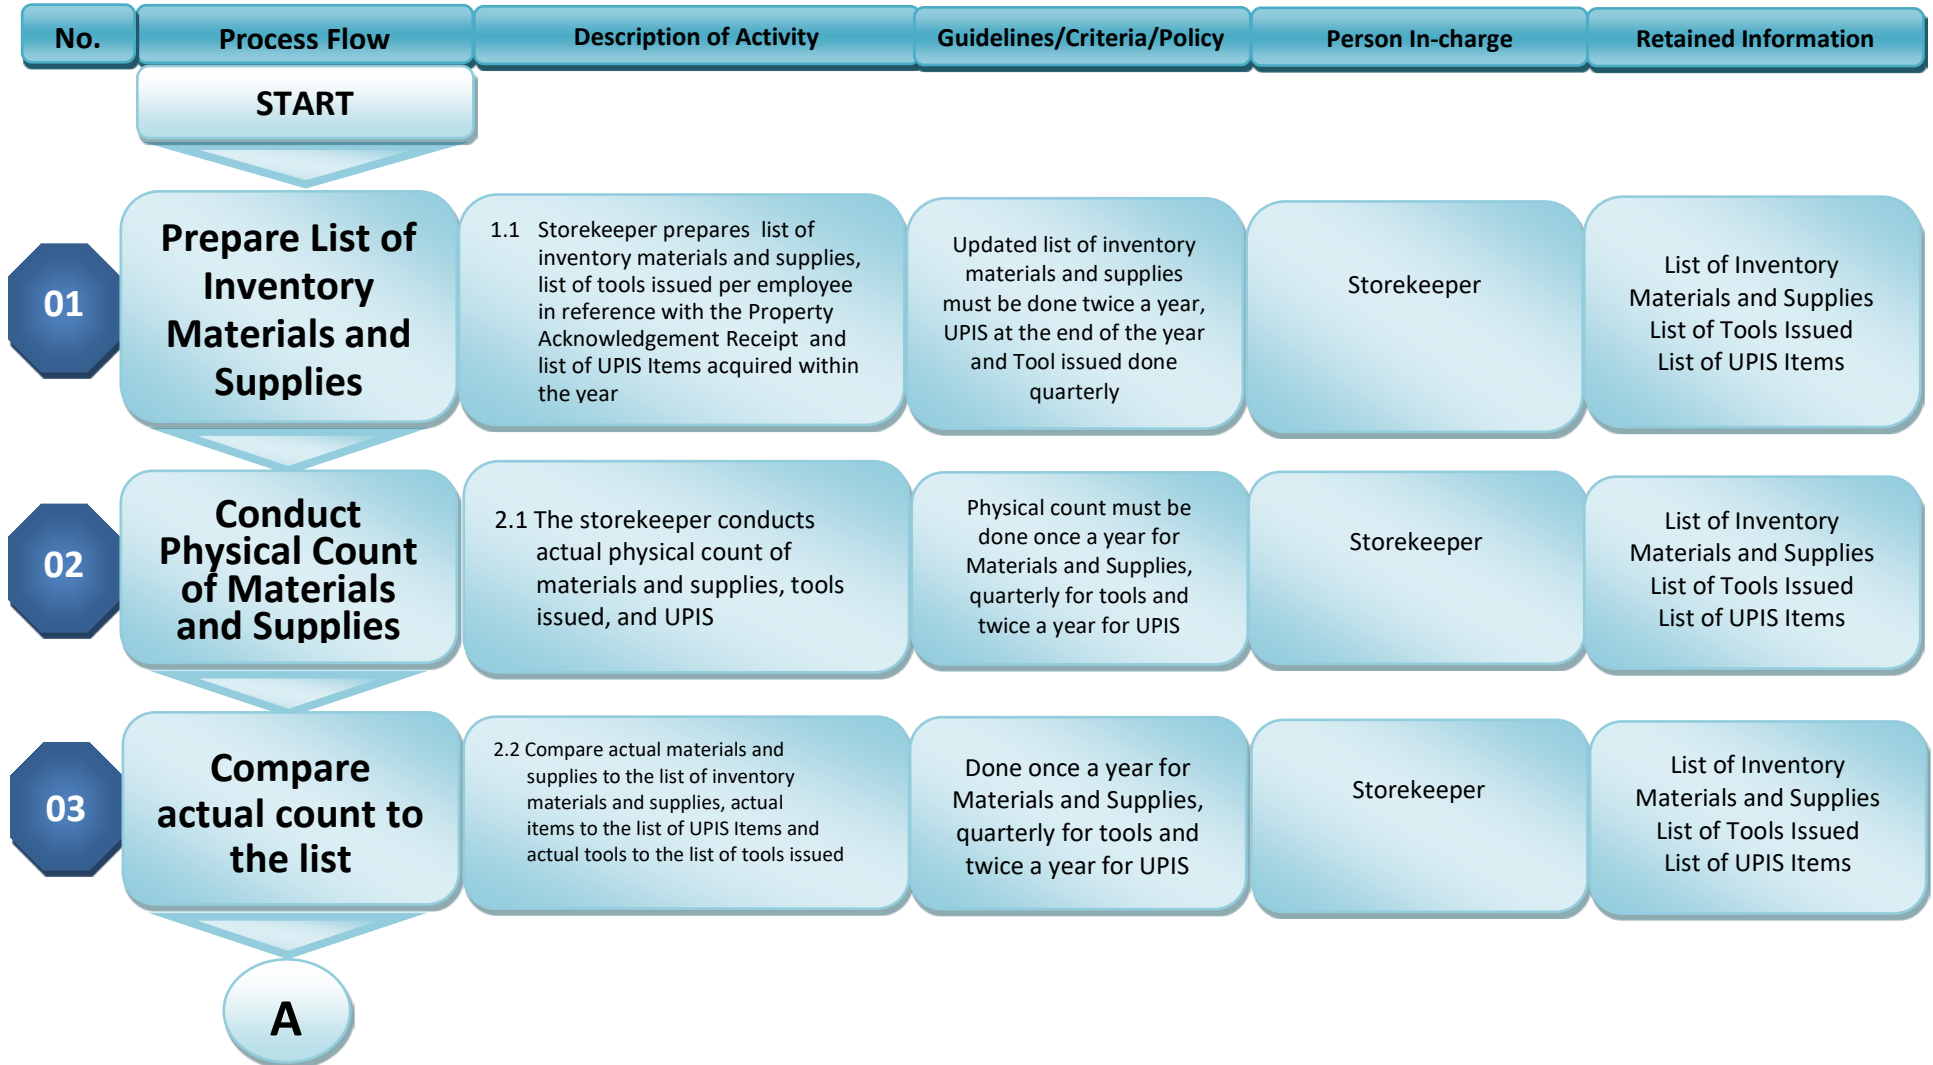 No.
Process Flow
Description of Activity
Guidelines/Criteria/Policy
Person In-charge
Retained Information
START
01
Prepare List of
Inventory
Materials and
Supplies
1.1 Storekeeper prepares list of
inventory materials and supplies,
list of tools issued per employee
in reference with the Property
Acknowledgement Receipt and
list of UPIS Items acquired within
the year
Updated list of inventory
materials and supplies
must be done twice a year,
UPIS at the end of the year
and Tool issued done
quarterly
Storekeeper
List of Inventory
Materials and Supplies
List of Tools Issued
List of UPIS Items
02
Conduct
Physical Count
of Materials
and Supplies
2.1 The storekeeper conducts
actual physical count of
materials and supplies, tools
issued, and UPIS
Physical count must be
done once a year for
Materials and Supplies,
quarterly for tools and
twice a year for UPIS
Storekeeper
List of Inventory
Materials and Supplies
List of Tools Issued
List of UPIS Items
03
Compare
actual count to
the list
2.2 Compare actual materials and
supplies to the list of inventory
materials and supplies, actual
items to the list of UPIS Items and
actual tools to the list of tools issued
Done once a year for
Materials and Supplies,
quarterly for tools and
twice a year for UPIS
Storekeeper
List of Inventory
Materials and Supplies
List of Tools Issued
List of UPIS Items
A